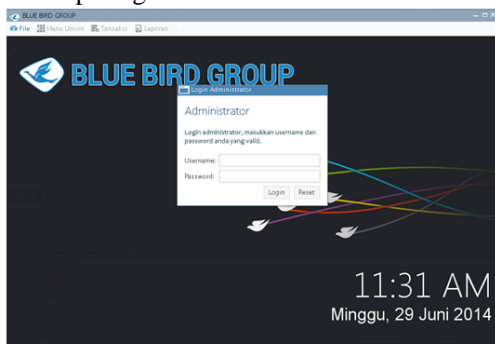 BLUE BIRD GROUP
File Menu Umum Transaksi Laporan
BLUE BIRD GROUP
Login Administrator
Administrator
Login administrator, masukkan username dan
password anda yang valid.
Username:
Password:
Login Reset
11:31 AM
Minggu, 29 Juni 2014